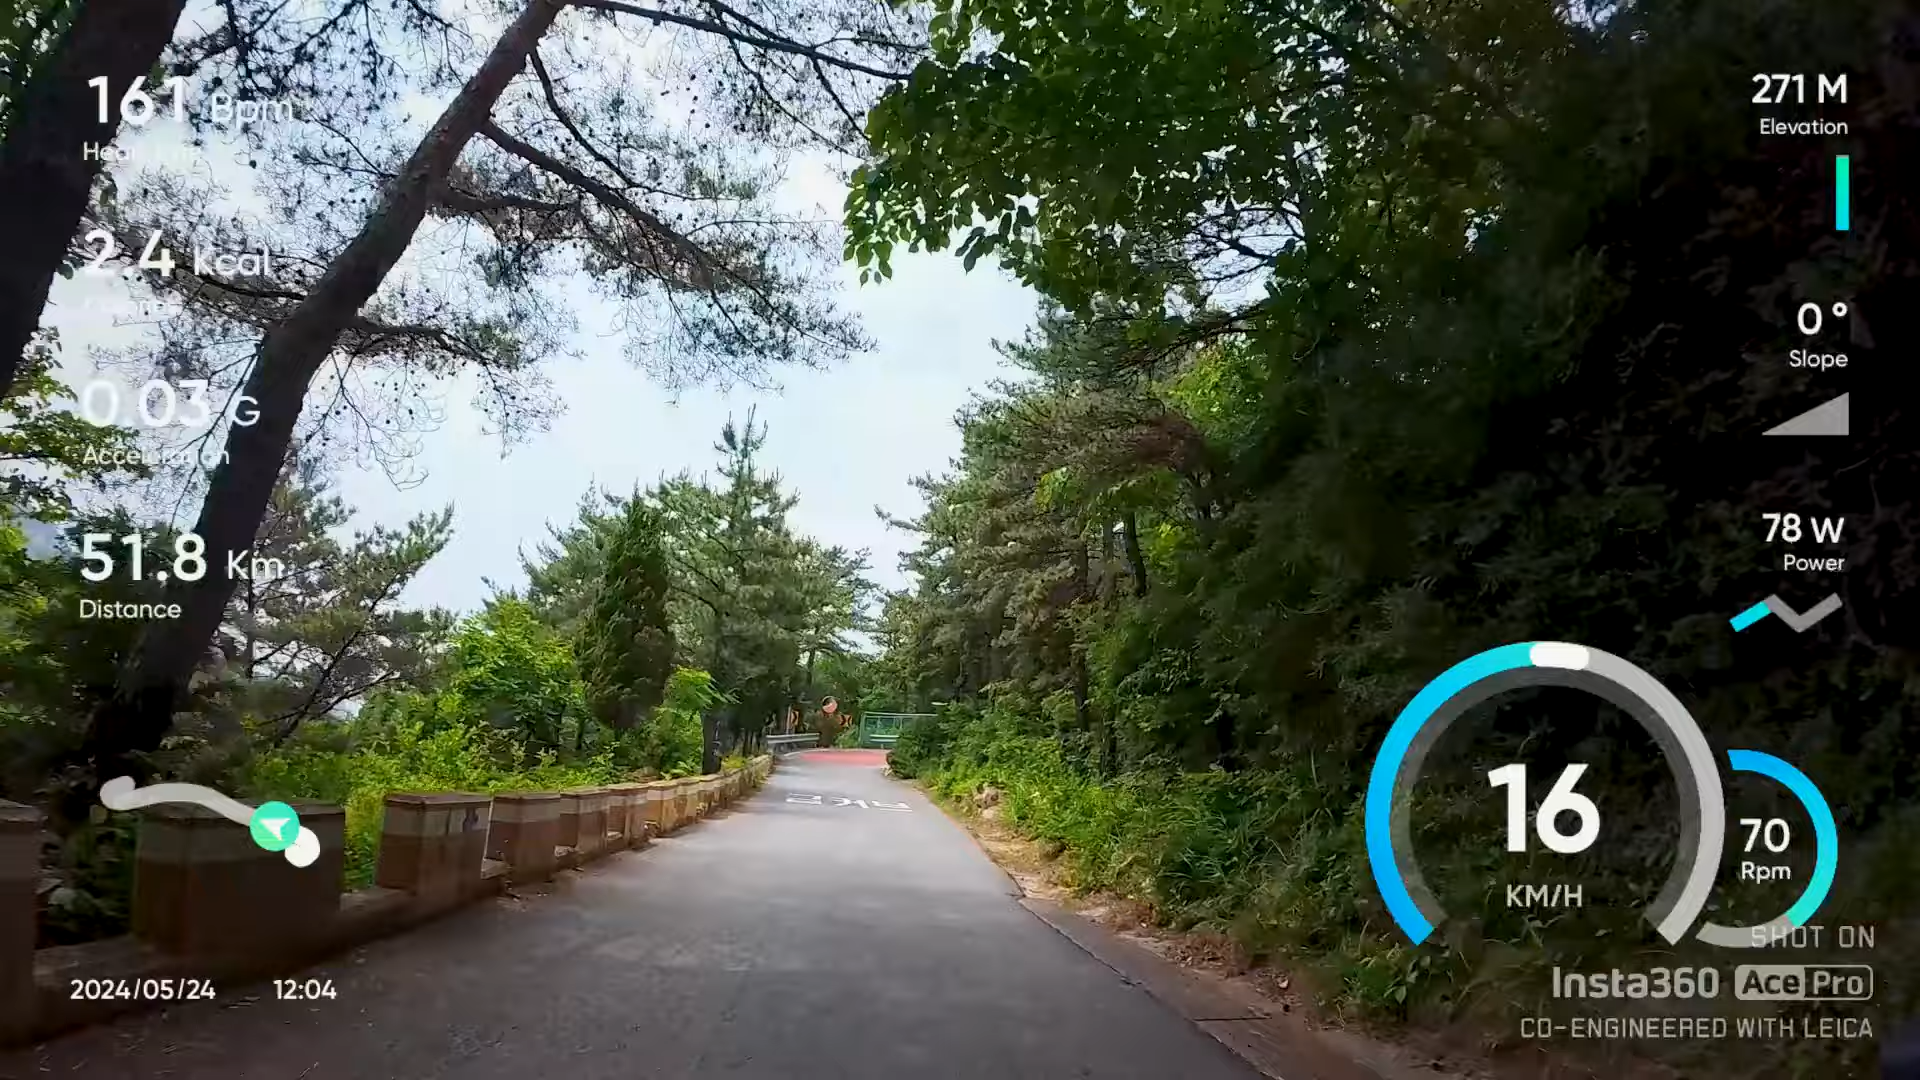 161 Bpm
2.4 Kcal
0.03 G
Acceleration
51.8 Km
Distance
2024/05/24 12:04
271 M
Elevation
0°
Slope
78 W
Power
16
KM/H
70
Rpm
SHOT ON
Insta360 Ace Pro
CO-ENGINEERED WITH LEICA